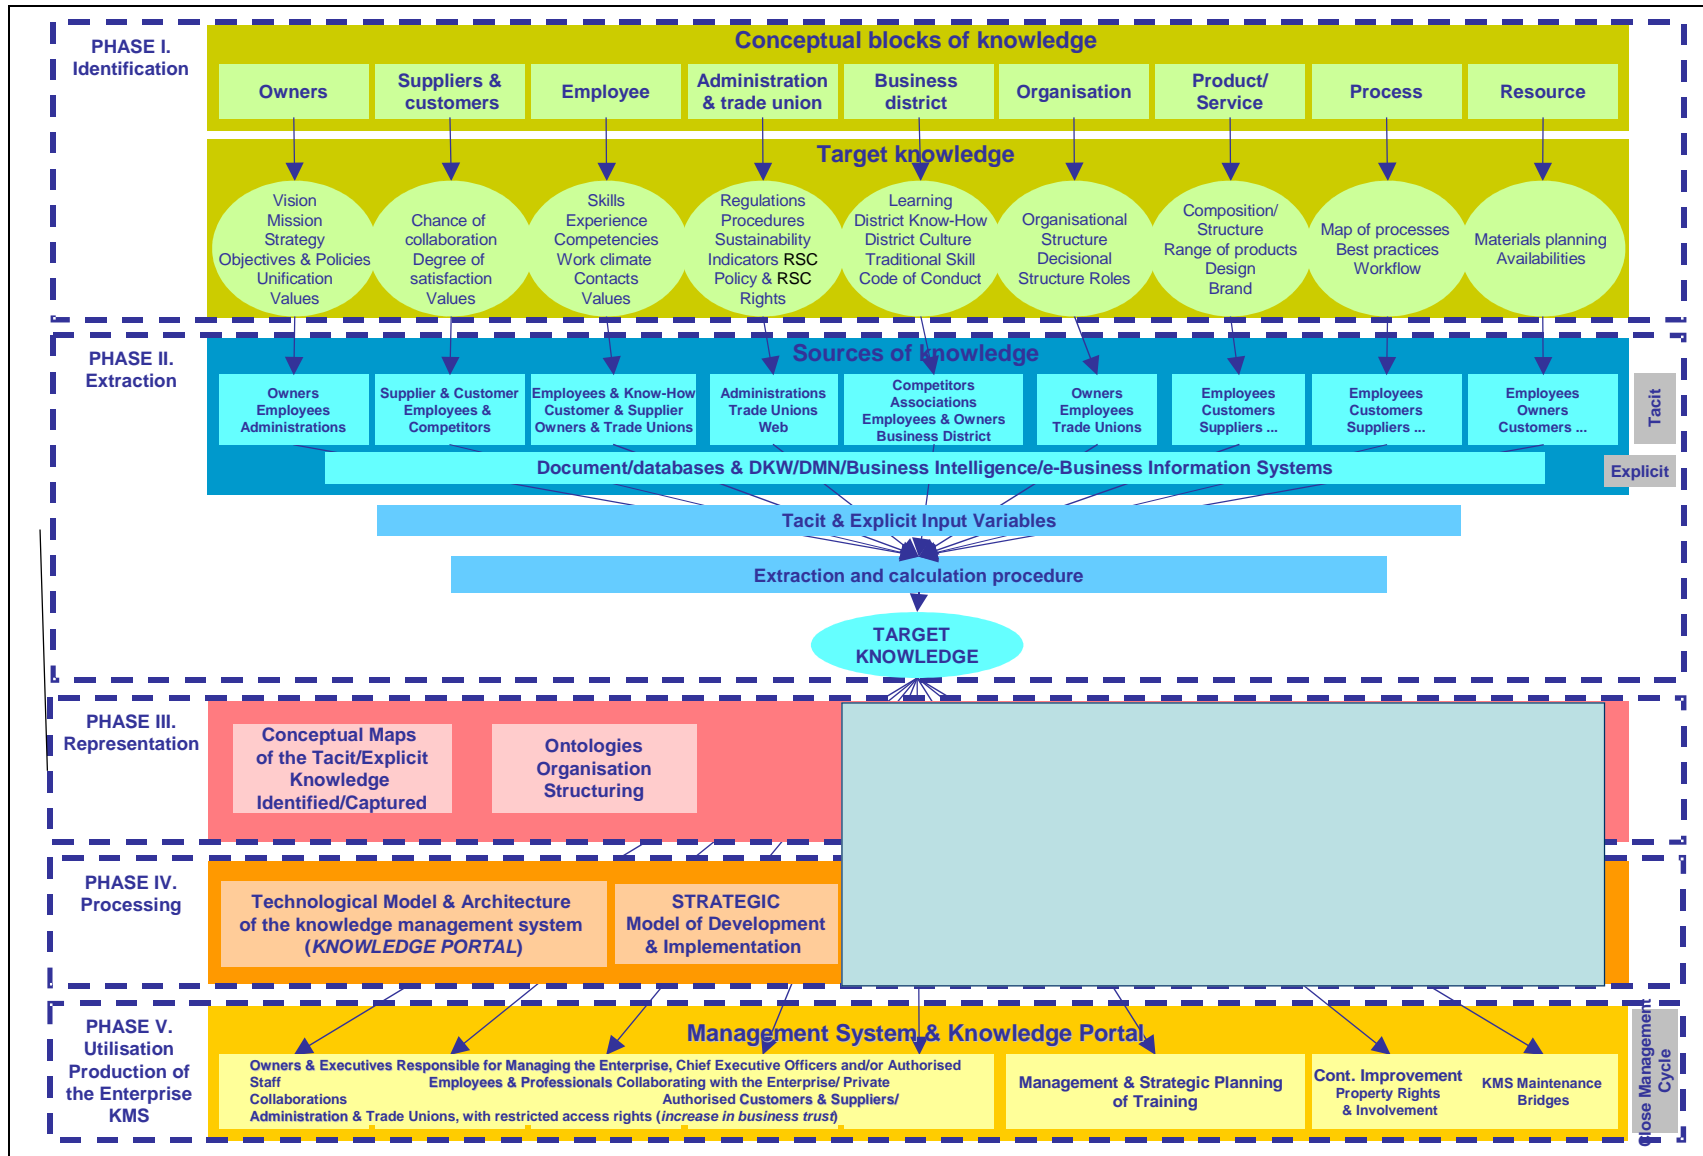 PHASE I.
Identification
Conceptual blocks of knowledge
Owners
Suppliers &
customers
Employee
Administration
& trade union
Business
district
Organisation
Product/
Service
Process
Resource
Target knowledge
Vision
Mission
Strategy
Objectives & Policies
Unification
Values
Chance of
collaboration
Degree of
satisfaction
Values
Skills
Experience
Competencies
Work climate
Contacts
Values
Regulations
Procedures
Sustainability
Indicators RSC
Policy & RSC
Rights
Learning
District Know-How
District Culture
Traditional Skill
Code of Conduct
Organisational
Structure
Decisional
Structure Roles
Composition/
Structure
Range of products
Design
Brand
Map of processes
Best practices
Workflow
Materials planning
Availabilities
PHASE II.
Extraction
Sources of knowledge
Owners
Employees
Administrations
Supplier & Customer
Employees &
Competitors
Employees & Know-How
Customer & Supplier
Owners & Trade Unions
Administrations
Trade Unions
Web
Competitors
Associations
Employees & Owners
Business District
Owners
Employees
Trade Unions
Employees
Customers
Suppliers ...
Employees
Customers
Suppliers ...
Employees
Owners
Customers ...
Tacit
Document/databases & DKW/DMN/Business Intelligence/e-Business Information Systems
Explicit
Tacit & Explicit Input Variables
Extraction and calculation procedure
TARGET
KNOWLEDGE
PHASE III.
Representation
Conceptual Maps
of the Tacit/Explicit
Knowledge
Identified/Captured
Ontologies
Organisation
Structuring
PHASE IV.
Processing
Technological Model & Architecture
of the knowledge management system
(KNOWLEDGE PORTAL)
STRATEGIC
Model of Development
& Implementation
PHASE V.
Utilisation
Production of
the Enterprise
KMS
Management System & Knowledge Portal
Owners & Executives Responsible for Managing the Enterprise, Chief Executive Officers and/or Authorised
Staff Employees & Professionals Collaborating with the Enterprise/ Private
Collaborations Authorised Customers & Suppliers/
Administration & Trade Unions, with restricted access rights (increase in business trust)
Management & Strategic Planning
of Training
Cont. Improvement
Property Rights
& Involvement
KMS Maintenance
Bridges
Close Management
Cycle